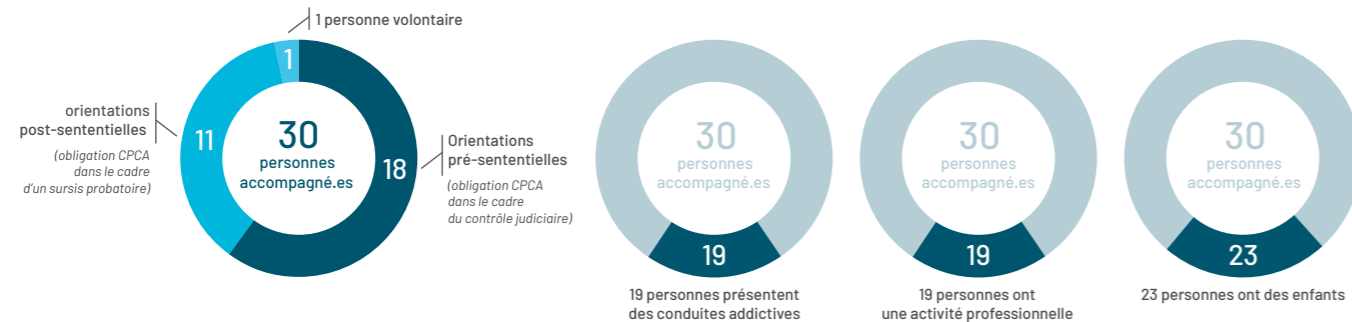 1 personne volontaire
1
orientations
post-sententielles
(obligation CPCA
dans le cadre
d'un sursis probatoire)
11
30
personnes
accompagné.es
18
Orientations
pré-sententielles
(obligation CPCA
dans le cadre
du contrôle judiciaire)
30
personnes
accompagné.es
19
19 personnes présentent
des conduites addictives
30
personnes
accompagné.es
19
19 personnes ont
une activité professionnelle
30
personnes
accompagné.es
23
23 personnes ont des enfants